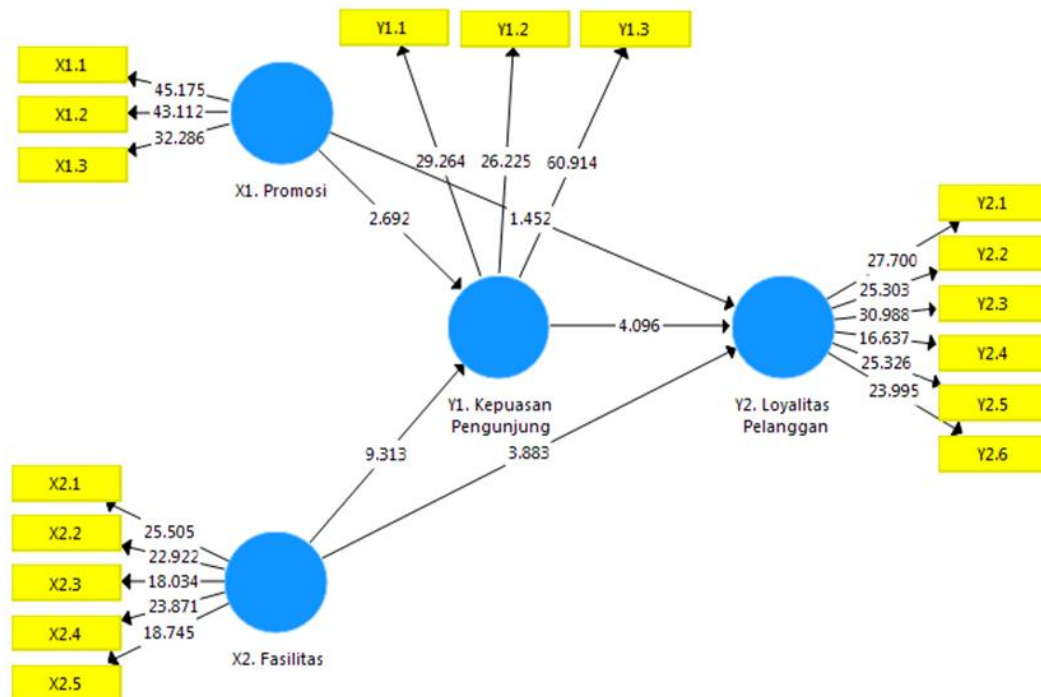 Y1.1
Y1.2
Y1.3
X1.1
X1.2
X1.3
45.175
43.112
32.286
X1. Promosi
29.264
26.225
60.914
2.692
1.452
Y2.1
Y2.2
Y2.3
Y2.4
Y2.5
Y2.6
27.700
25.303
30.988
16.637
25.326
23.995
4.096
Y1. Kepuasan
Pengunjung
Y2. Loyalitas
Pelanggan
9.313
3.883
X2.1
X2.2
X2.3
X2.4
X2.5
25.505
22.922
18.034
23.871
18.745
X2. Fasilitas